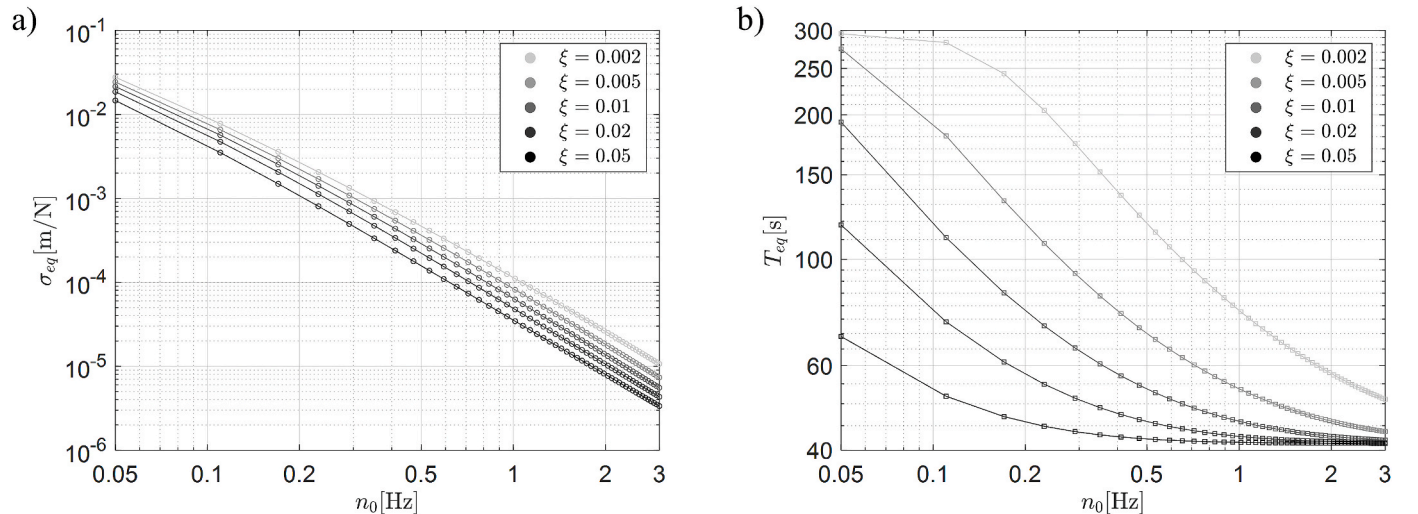 a)
10^-1
10^-2
10^-3
10^-4
10^-5
10^-6
σ_eq[m/N]
0.05
0.1
0.2
0.5
1
2
3
n_0[Hz]
ξ = 0.002
ξ = 0.005
ξ = 0.01
ξ = 0.02
ξ = 0.05
b)
300
250
200
150
100
80
60
40
T_eq[s]
0.05
0.1
0.2
0.5
1
2
3
n_0[Hz]
ξ = 0.002
ξ = 0.005
ξ = 0.01
ξ = 0.02
ξ = 0.05